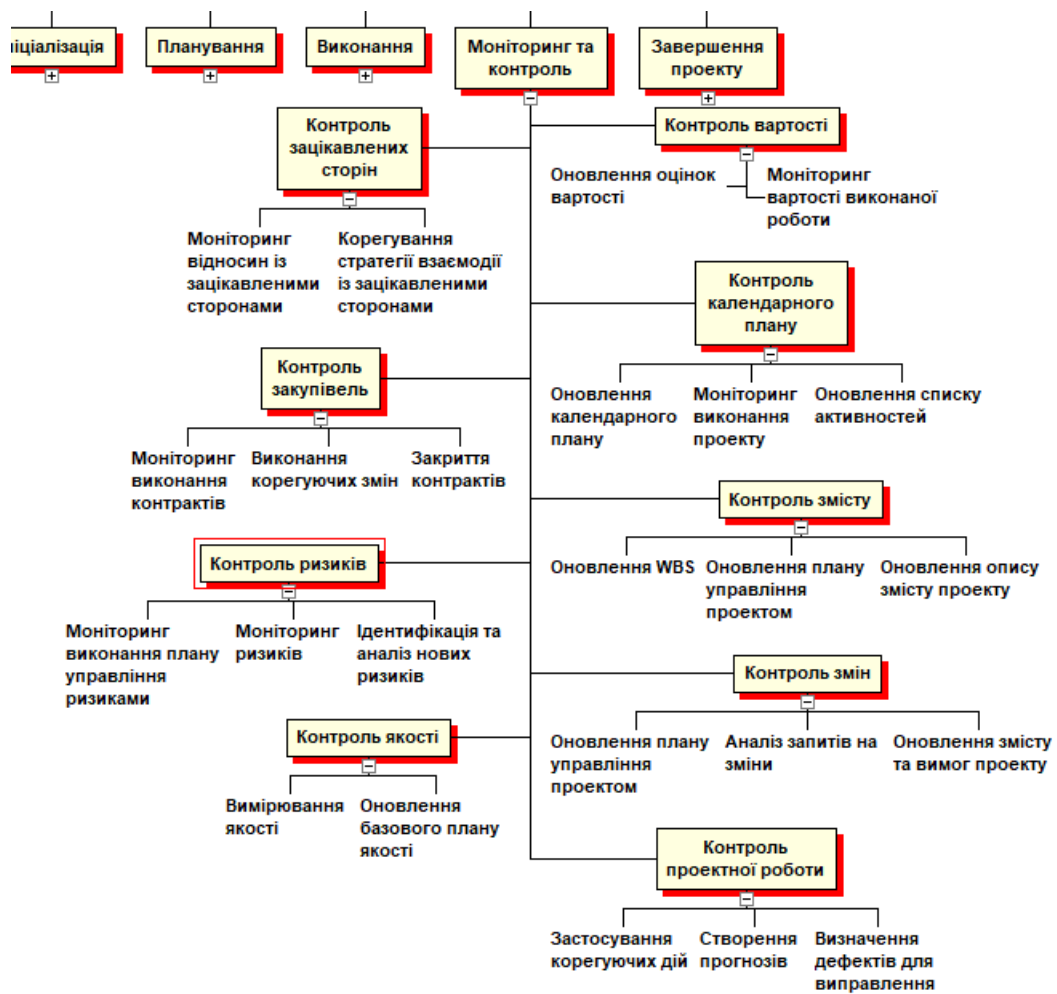 ніціалізація
Планування
Виконання
Моніторинг та
контроль
Завершення
проекту
Контроль
зацікавлених
сторін
Моніторинг
відносин із
зацікавленими
сторонами
Корегування
стратегії взаємодії
із зацікавленими
сторонами
Контроль вартості
Оновлення оцінок
вартості
Моніторинг
вартості виконаної
роботи
Контроль
календарного
плану
Оновлення
календарного
плану
Моніторинг
виконання
проекту
Оновлення списку
активностей
Контроль
закупівель
Моніторинг
виконання
контрактів
Виконання
корегуючих змін
Закриття
контрактів
Контроль змісту
Оновлення WBS
Оновлення плану
управління
проектом
Оновлення опису
змісту проекту
Контроль ризиків
Моніторинг
виконання плану
управління
ризиками
Моніторинг
ризиків
Ідентифікація та
аналіз нових
ризиків
Контроль змін
Оновлення плану
управління
проектом
Аналіз запитів на
зміни
Оновлення змісту
та вимог проекту
Контроль якості
Вимірювання
якості
Оновлення
базового плану
якості
Контроль
проектної роботи
Застосування
корегуючих дій
Створення
прогнозів
Визначення
дефектів для
виправлення